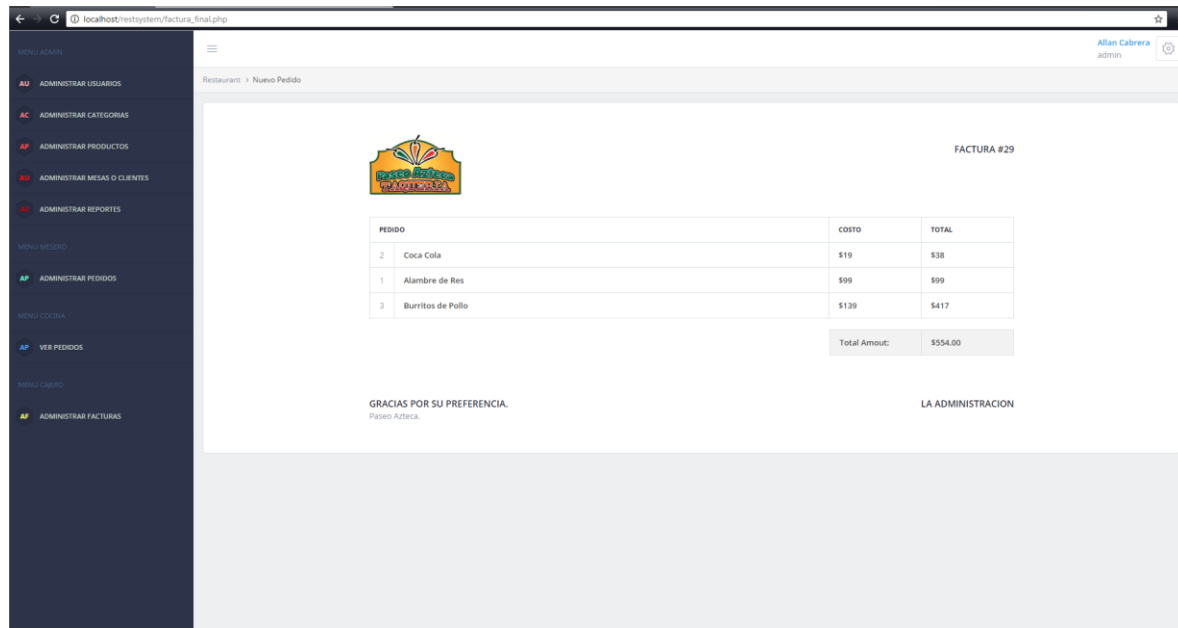 localhost/restsystem/factura_final.php
MENU ADMIN
AU ADMINISTRAR USUARIOS
AC ADMINISTRAR CATEGORIAS
AP ADMINISTRAR PRODUCTOS
AU ADMINISTRAR MESAS O CLIENTES
ADMINISTRAR REPORTES
MENU MESERO
AP ADMINISTRAR PEDIDOS
MENU COCINA
AP VER PEDIDOS
MENU CAJERO
AF ADMINISTRAR FACTURAS
Allan Cabrera
admin
Restaurant > Nuevo Pedido
Paseo Azteca
TAQUERIA
FACTURA #29
PEDIDO COSTO TOTAL
2 Coca Cola $19 $38
1 Alambre de Res $99 $99
3 Burritos de Pollo $139 $417
Total Amout: $554.00
GRACIAS POR SU PREFERENCIA.
Paseo Azteca.
LA ADMINISTRACION